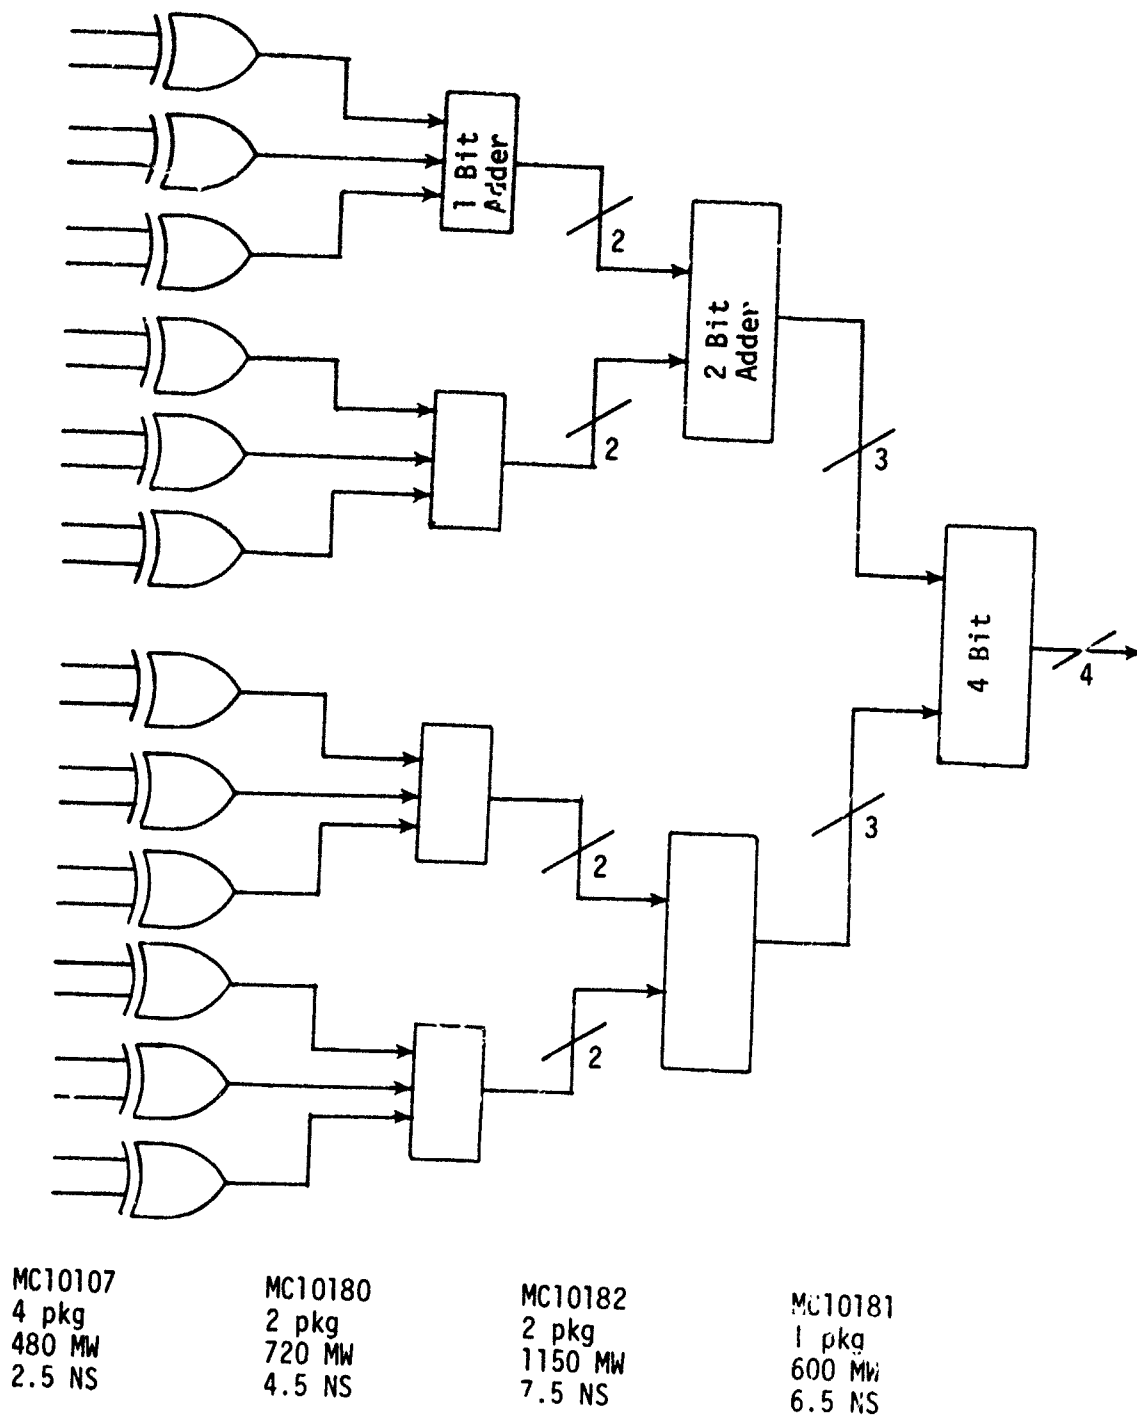 1 Bit
Adder
2
2 Bit
Adder
2
3
4 Bit
4
3
2
2
MC10107
4 pkg
480 MW
2.5 NS
MC10180
2 pkg
720 MW
4.5 NS
MC10182
2 pkg
1150 MW
7.5 NS
MC10181
1 pkg
600 MW
6.5 NS